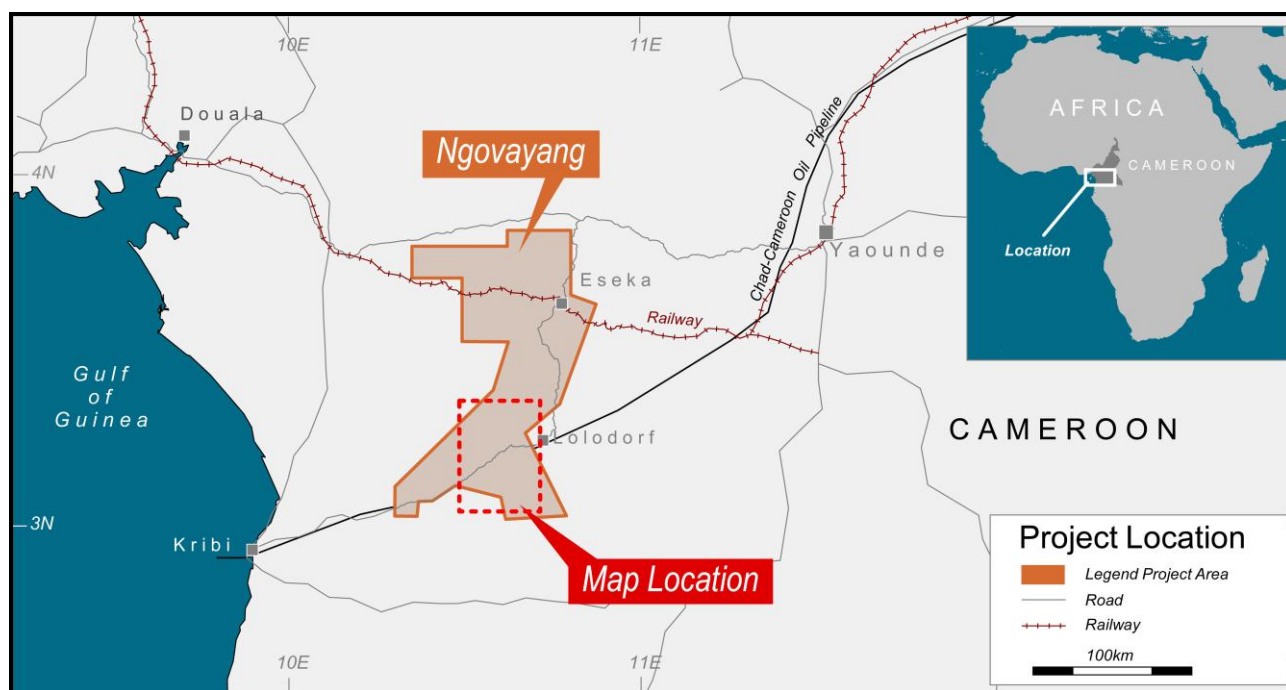 10E
11E
Douala
4N
Ngovayang
Chad-Cameroon Oil Pipeline
Yaounde
Eseka
Railway
Gulf
of
Guinea
Lolodorf
CAMEROON
3N
Kribi
Map Location
10E
11E
AFRICA
CAMEROON
Location
Project Location
Legend Project Area
Road
Railway
100km